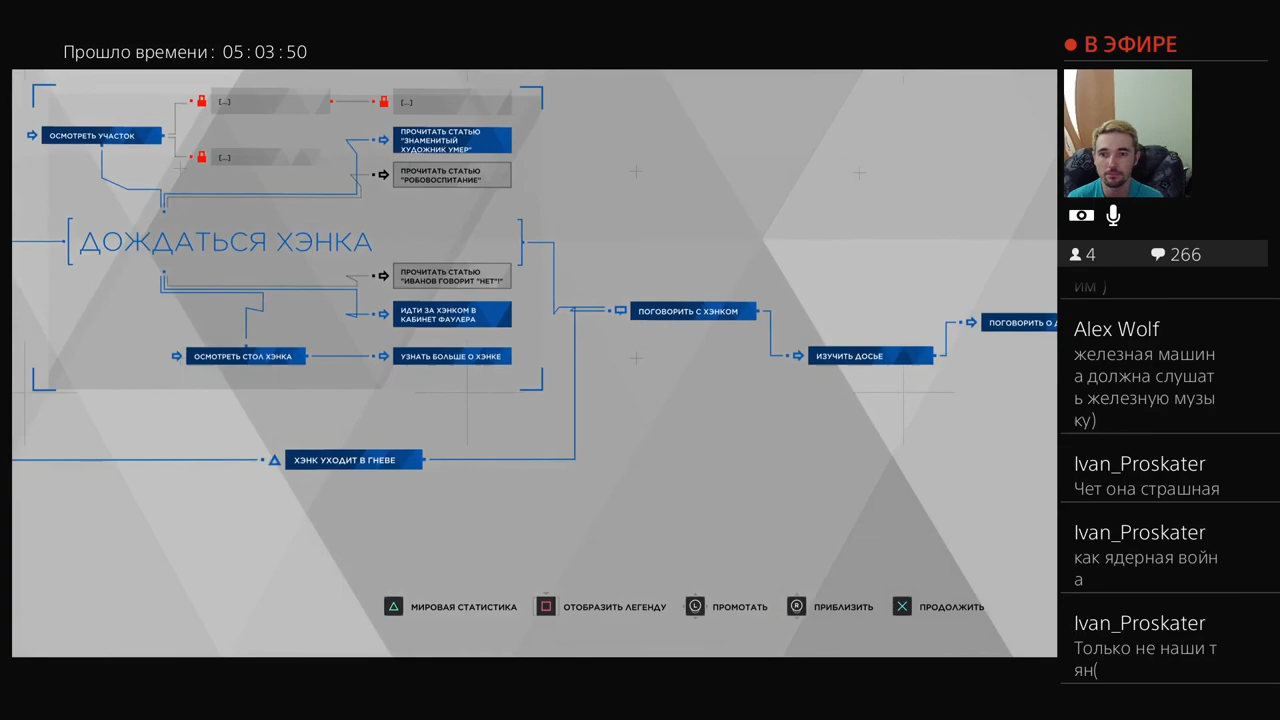 Прошло времени: 05:03:50
В ЭФИРЕ
[...]
[...]
ОСМОТРЕТЬ УЧАСТОК
ПРОЧИТАТЬ СТАТЬЮ
"ЗНАМЕНИТЫЙ
ХУДОЖНИК УМЕР"
[...]
ПРОЧИТАТЬ СТАТЬЮ
"РОБОВОСПИТАНИЕ"
ДОЖДАТЬСЯ ХЭНКА
ПРОЧИТАТЬ СТАТЬЮ
"ИВАНОВ ГОВОРИТ "НЕТ"!"
ИДТИ ЗА ХЭНКОМ В
КАБИНЕТ ФАУЛЕРА
ОСМОТРЕТЬ СТОЛ ХЭНКА
УЗНАТЬ БОЛЬШЕ О ХЭНКЕ
ПОГОВОРИТЬ С ХЭНКОМ
ИЗУЧИТЬ ДОСЬЕ
ПОГОВОРИТЬ О Д
ХЭНК УХОДИТ В ГНЕВЕ
МИРОВАЯ СТАТИСТИКА
ОТОБРАЗИТЬ ЛЕГЕНДУ
L
ПРОМОТАТЬ
R
ПРИБЛИЗИТЬ
ПРОДОЛЖИТЬ
4
266
им )
Alex Wolf
железная машин
а должна слушат
ь железную музы
ку)
Ivan_Proskater
Чет она страшная
Ivan_Proskater
как ядерная войн
а
Ivan_Proskater
Только не наши т
ян(